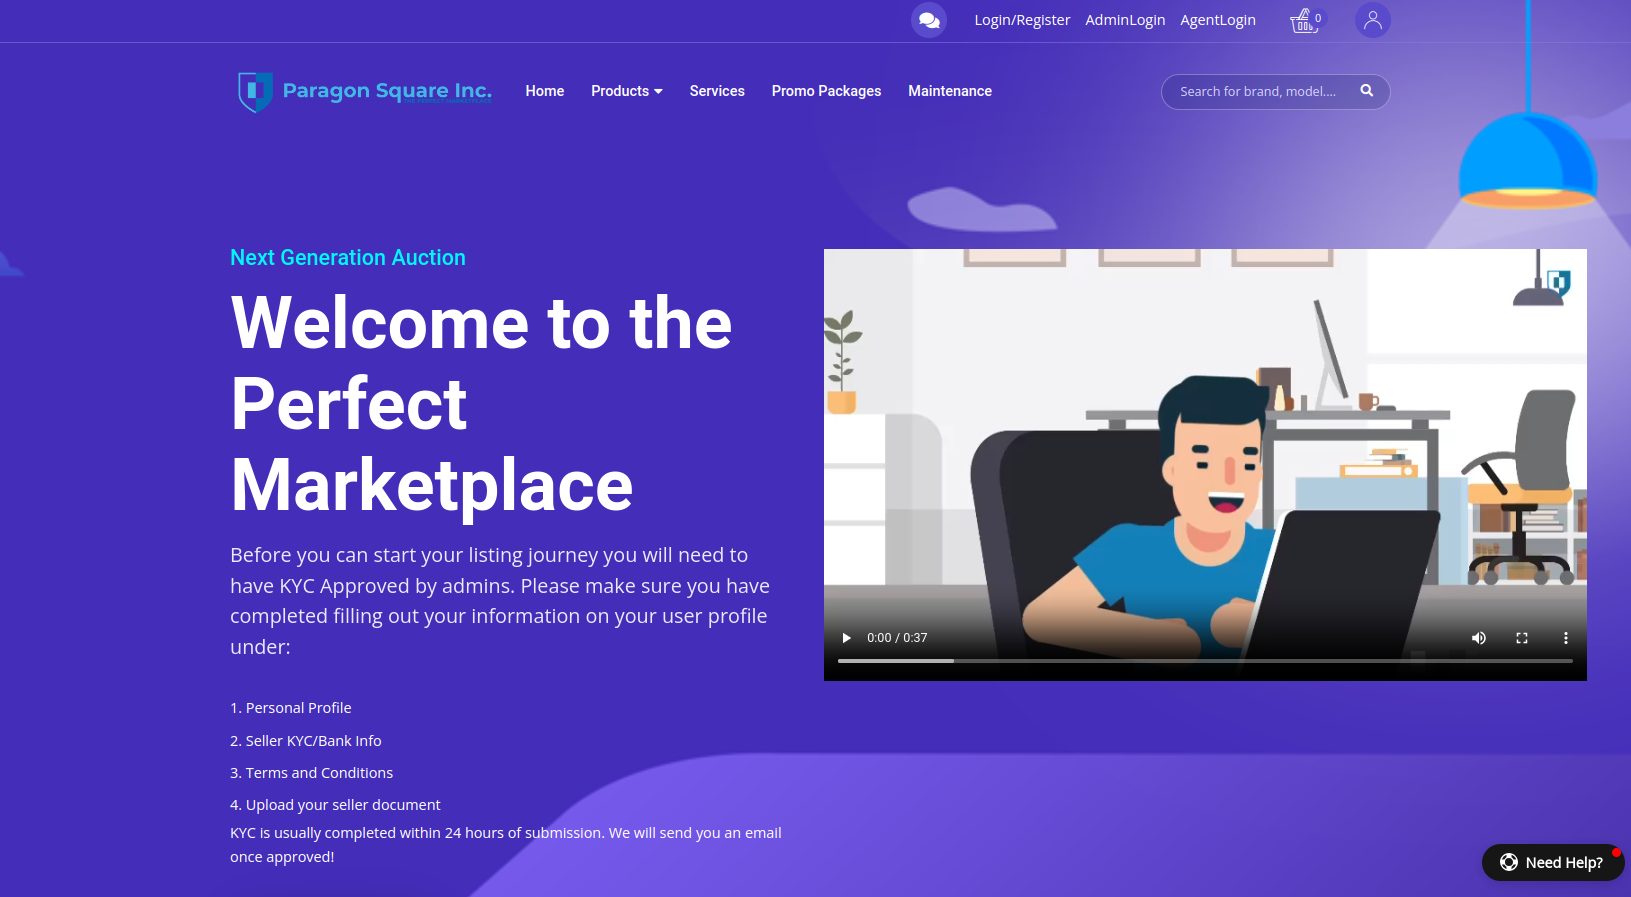 Login/Register AdminLogin AgentLogin 0
Paragon Square Inc. Home Products Services Promo Packages Maintenance Search for brand, model....
THE PERFECT MARKETPLACE
Next Generation Auction
Welcome to the
Perfect
Marketplace
Before you can start your listing journey you will need to
have KYC Approved by admins. Please make sure you have
completed filling out your information on your user profile
under:
1. Personal Profile
2. Seller KYC/Bank Info
3. Terms and Conditions
4. Upload your seller document
KYC is usually completed within 24 hours of submission. We will send you an email
once approved!
0:00 / 0:37
Need Help?